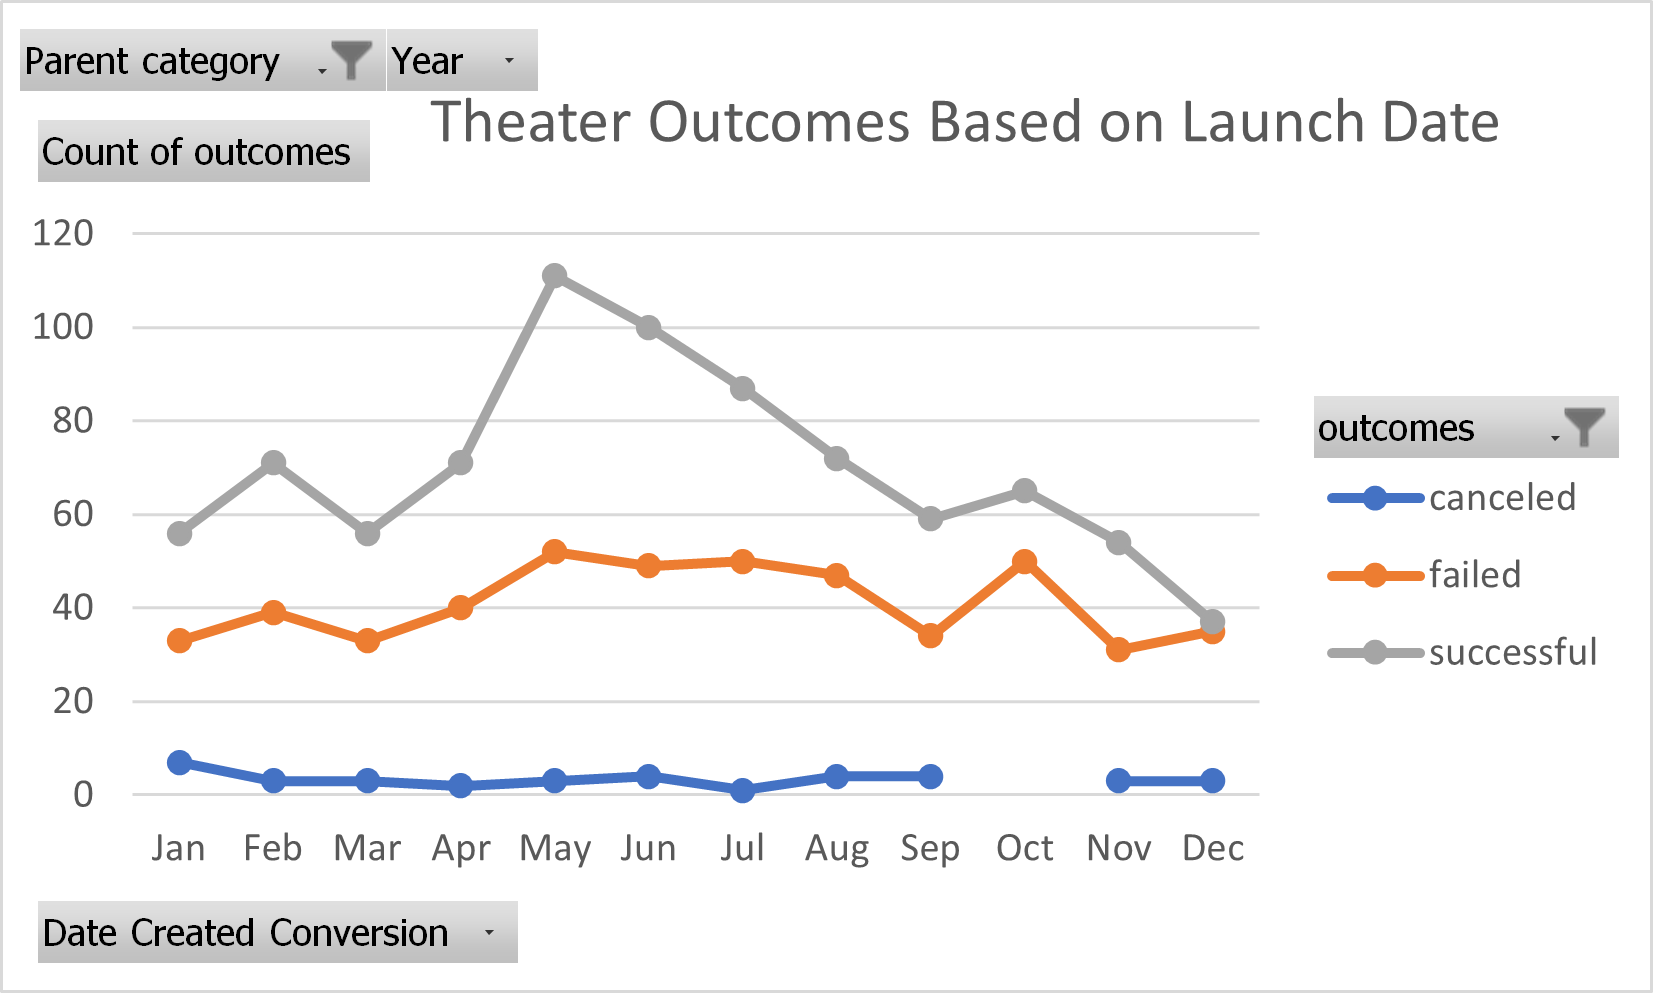 Parent category Year
Theater Outcomes Based on Launch Date
Count of outcomes
120
100
80
60
40
20
0
Jan Feb Mar Apr May Jun Jul Aug Sep Oct Nov Dec
outcomes
canceled
failed
successful
Date Created Conversion